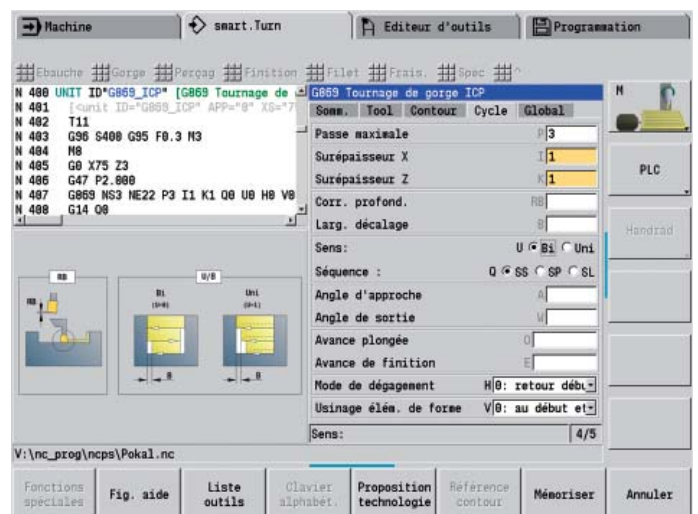 Machine
smart.Turn
Editeur d'outils
Programmation
Ebauche Gorge Perçag Finition Filet Frais. Spéc
N 400 UNIT ID"G869_ICP" [G869 Tournage de
N 401 [<unit ID="G869_ICP" APP="0" XS="7
N 402 T11
N 403 G96 S400 G95 F0.3 M3
N 404 M8
N 405 G0 X75 Z3
N 406 G47 P2.000
N 407 G869 NS3 NE22 P3 I1 K1 Q0 U0 H0 V0
N 408 G14 Q0
G869 Tournage de gorge ICP
Somm. Tool Contour Cycle Global
Passe maximale P 3
Surépaisseur X I 1
Surépaisseur Z K 1
Corr. profond. RB
Larg. décalage B
Sens: U Bi Uni
Séquence : Q SS SP SL
Angle d'approche A
Angle de sortie W
Avance plongée O
Avance de finition E
Mode de dégagement H 0: retour débu
Usinage élém. de forme V 0: au début et
Sens: 4/5
RB
RB
U/B
Bi
(U=0)
Uni
(U=1)
B
B
M
PLC
Handrad
V:\nc_prog\ncps\Pokal.nc
Fonctions spéciales
Fig. aide
Liste outils
Clavier alphabét.
Proposition technologie
Référence contour
Mémoriser
Annuler